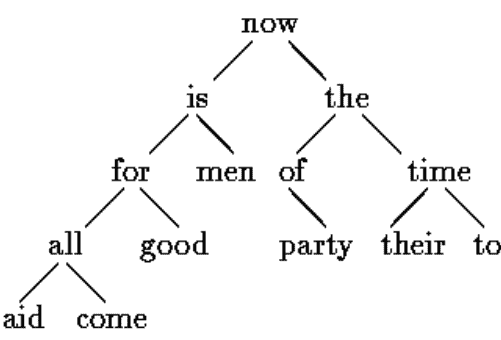 now
is the
for men of time
all good party their to
aid come